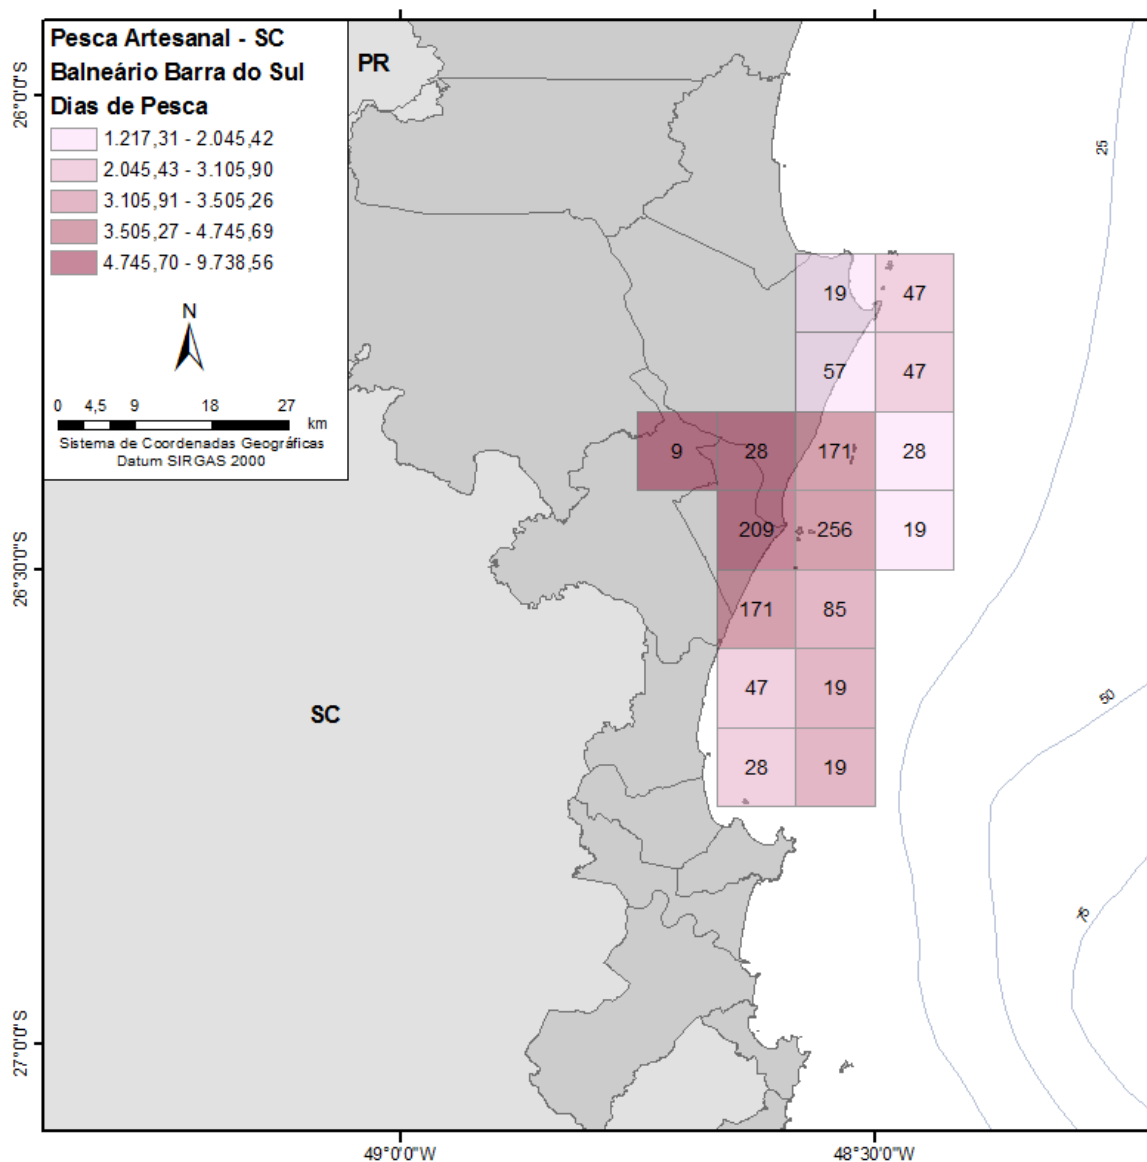 Pesca Artesanal - SC
Balneário Barra do Sul
Dias de Pesca
1.217,31 - 2.045,42
2.045,43 - 3.105,90
3.105,91 - 3.505,26
3.505,27 - 4.745,69
4.745,70 - 9.738,56
N
0 4,5 9 18 27
km
Sistema de Coordenadas Geográficas
Datum SIRGAS 2000
PR
SC
26°0'0"S
26°30'0"S
27°0'0"S
25
50
75
19 47
57 47
9 28 171 28
209 256 19
171 85
47 19
28 19
49°0'0"W 48°30'0"W